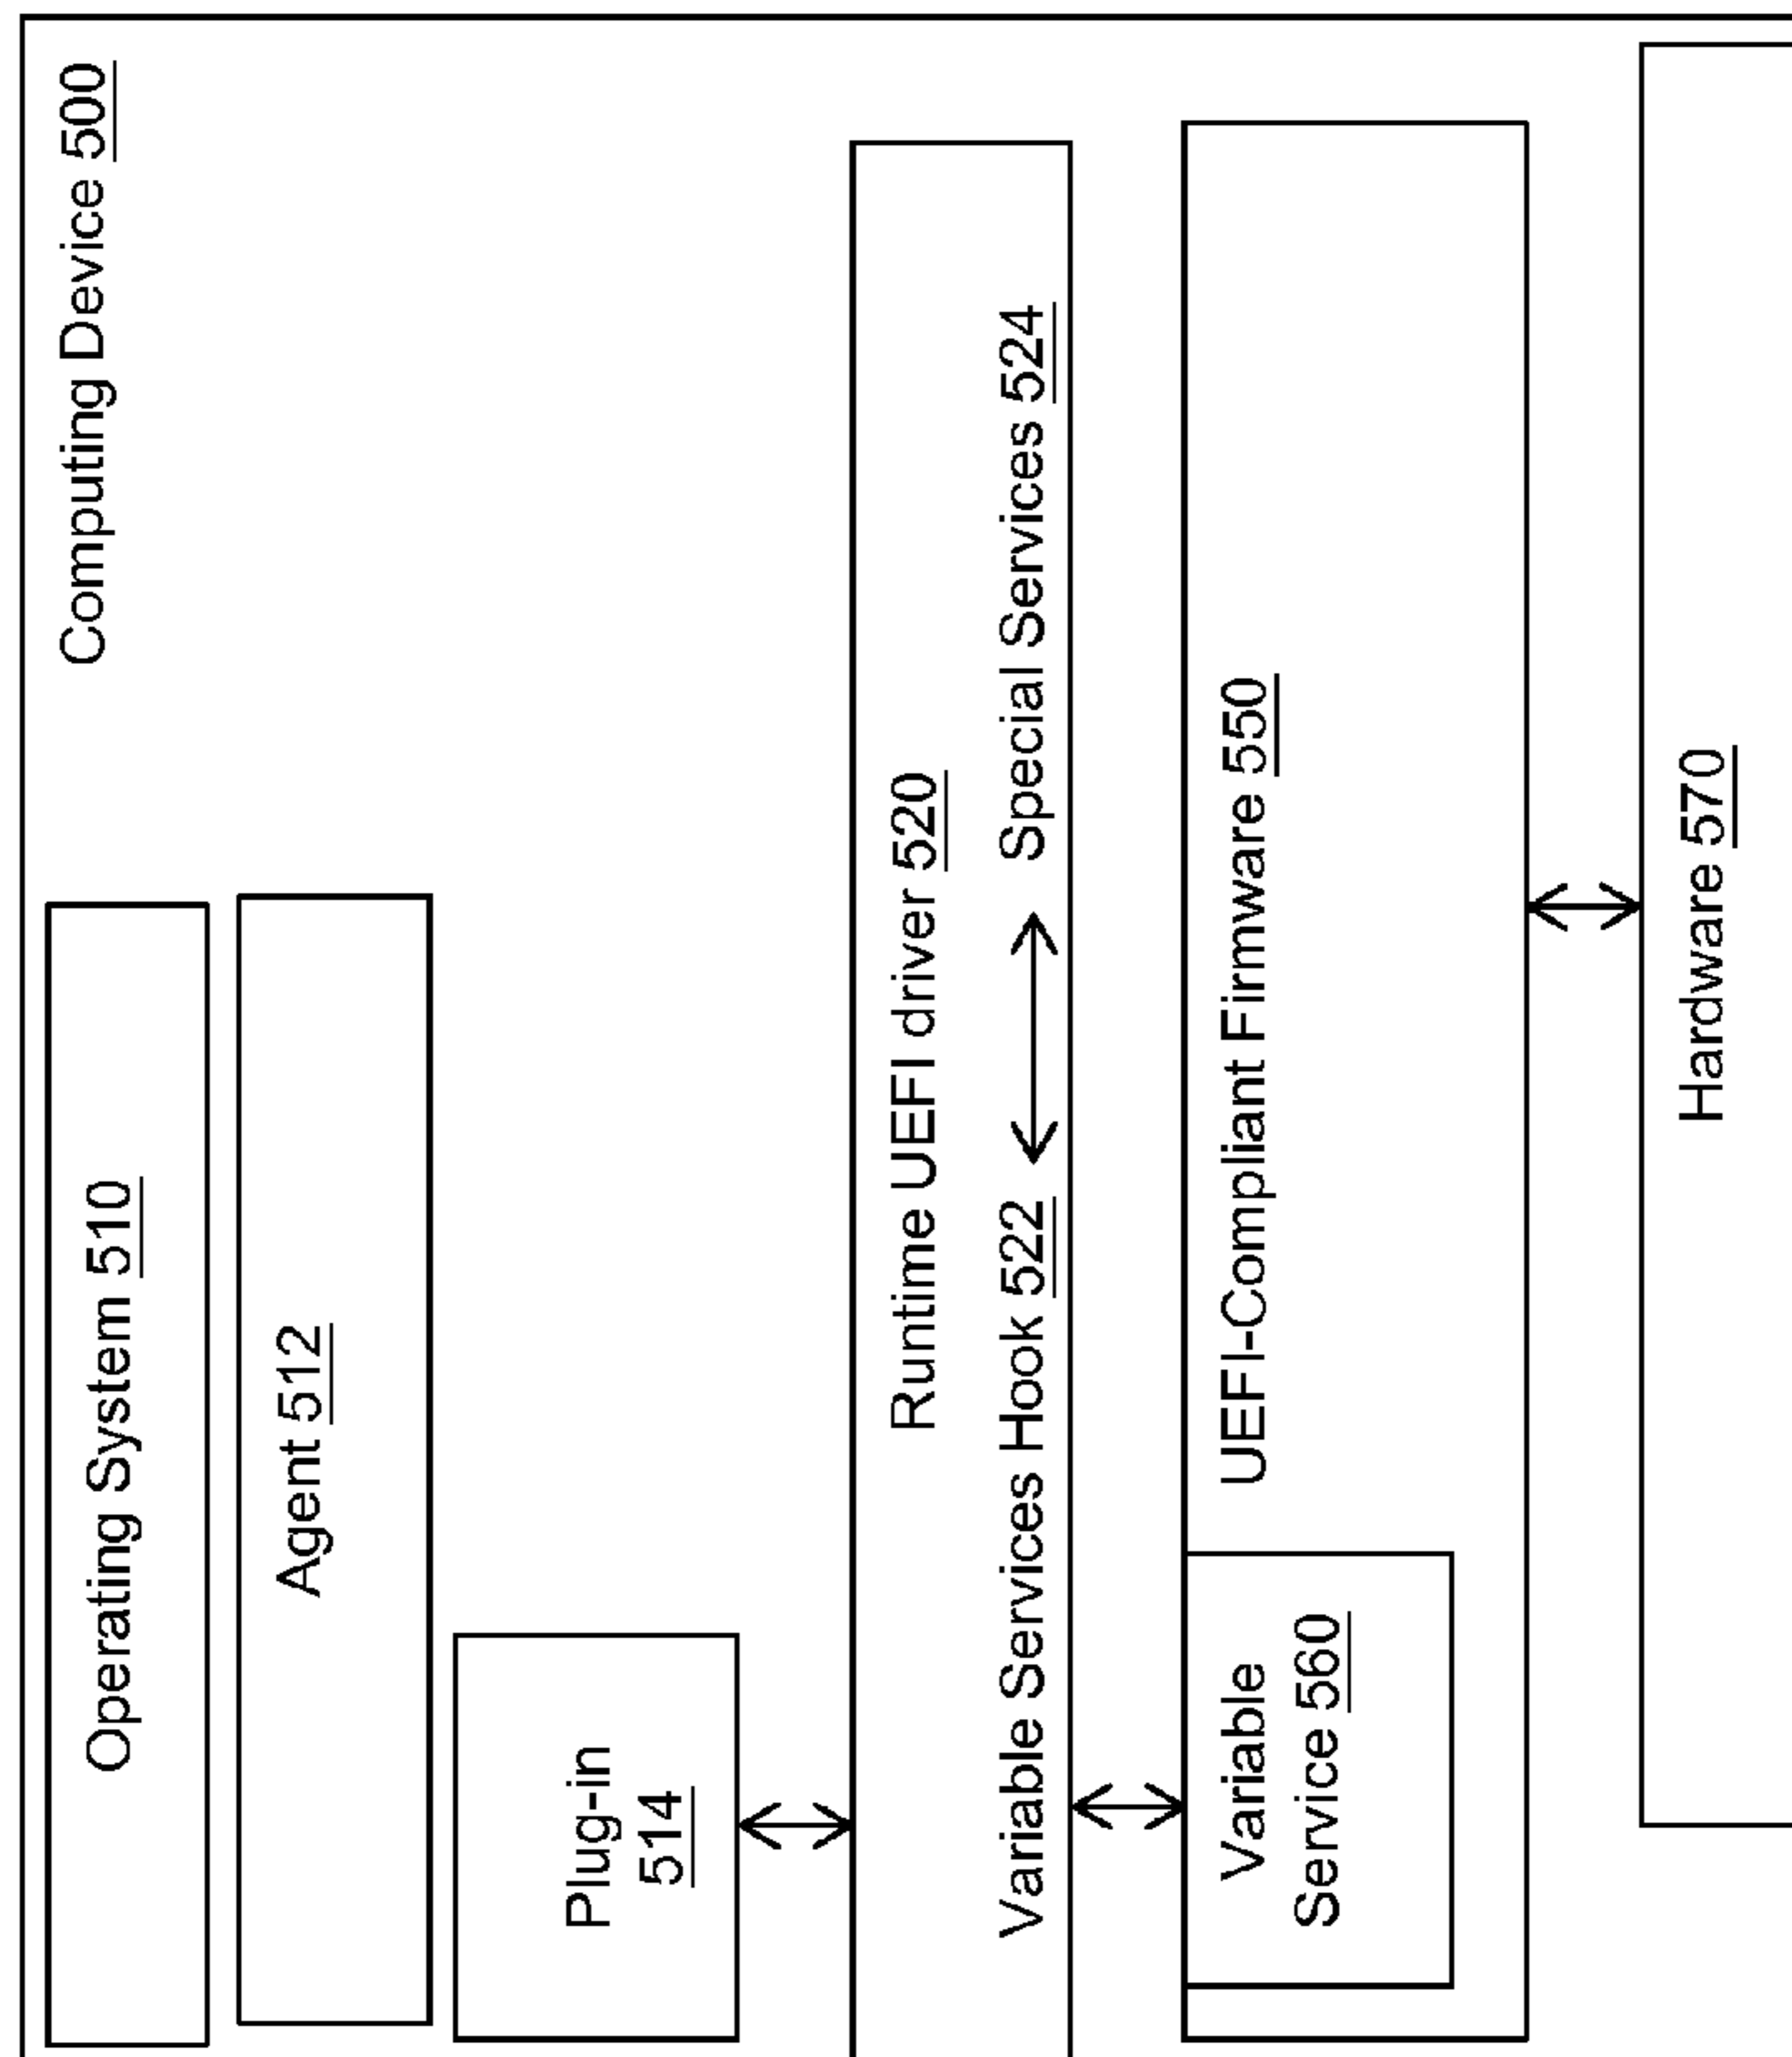 Computing Device 500
Operating System 510
Agent 512
Plug-in
514
Runtime UEFI driver 520
Variable Services Hook 522
Special Services 524
UEFI-Compliant Firmware 550
Variable
Service 560
Hardware 570